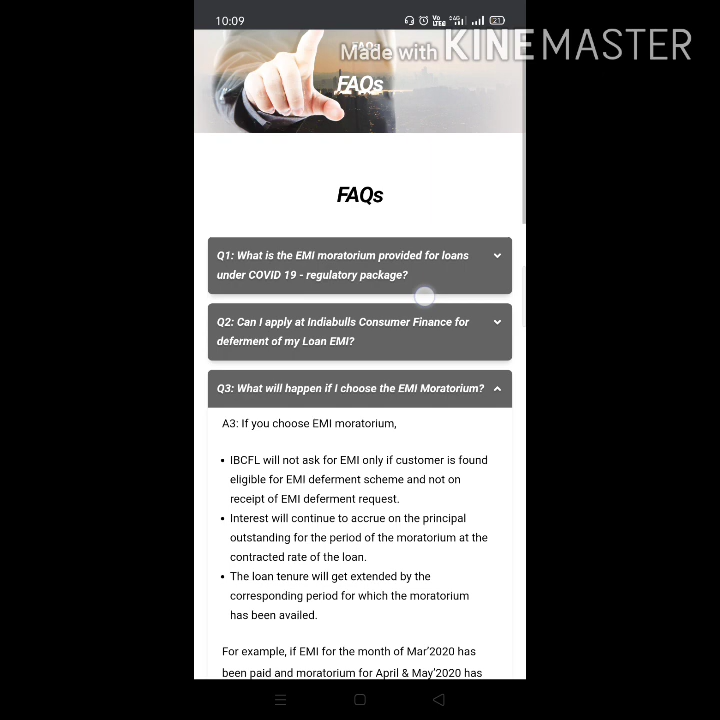 10:09
Vo
LTE
21
Made with KINEMASTER
FAQs
FAQs
FAQs
Q1: What is the EMI moratorium provided for loans
under COVID 19 - regulatory package?
Q2: Can I apply at Indiabulls Consumer Finance for
deferment of my Loan EMI?
Q3: What will happen if I choose the EMI Moratorium?
A3: If you choose EMI moratorium,
• IBCFL will not ask for EMI only if customer is found
eligible for EMI deferment scheme and not on
receipt of EMI deferment request.
• Interest will continue to accrue on the principal
outstanding for the period of the moratorium at the
contracted rate of the loan.
• The loan tenure will get extended by the
corresponding period for which the moratorium
has been availed.
For example, if EMI for the month of Mar'2020 has
been paid and moratorium for April & May'2020 has